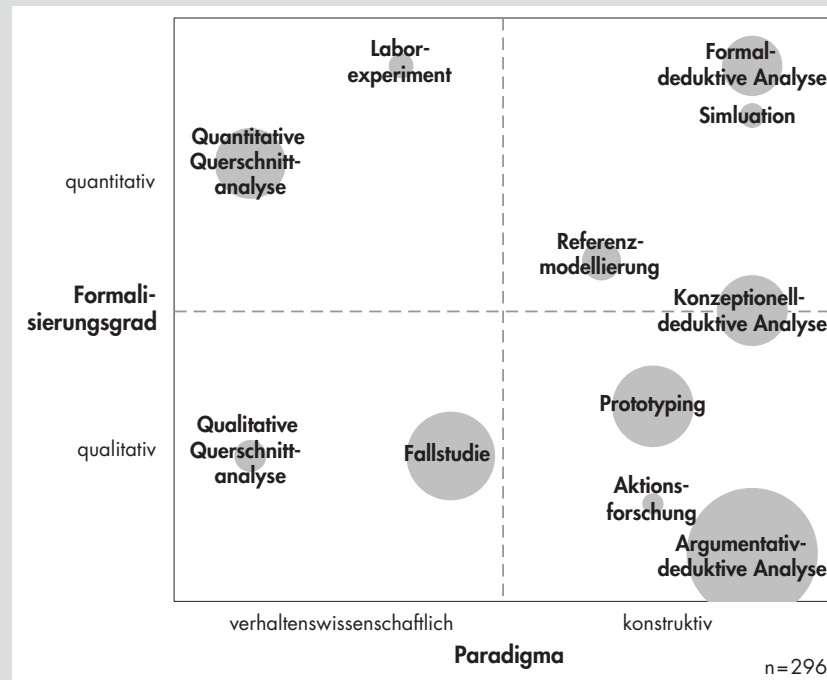 Labor-
experiment
Formal-
deduktive Analyse
Simluation
Quantitative
Querschnitt-
analyse
quantitativ
Referenz-
modellierung
Formali-
sierungsgrad
Konzeptionell-
deduktive Analyse
Prototyping
qualitativ
Qualitative
Querschnitt-
analyse
Fallstudie
Aktions-
forschung
Argumentativ-
deduktive Analyse
verhaltenswissenschaftlich
konstruktiv
Paradigma
n=296